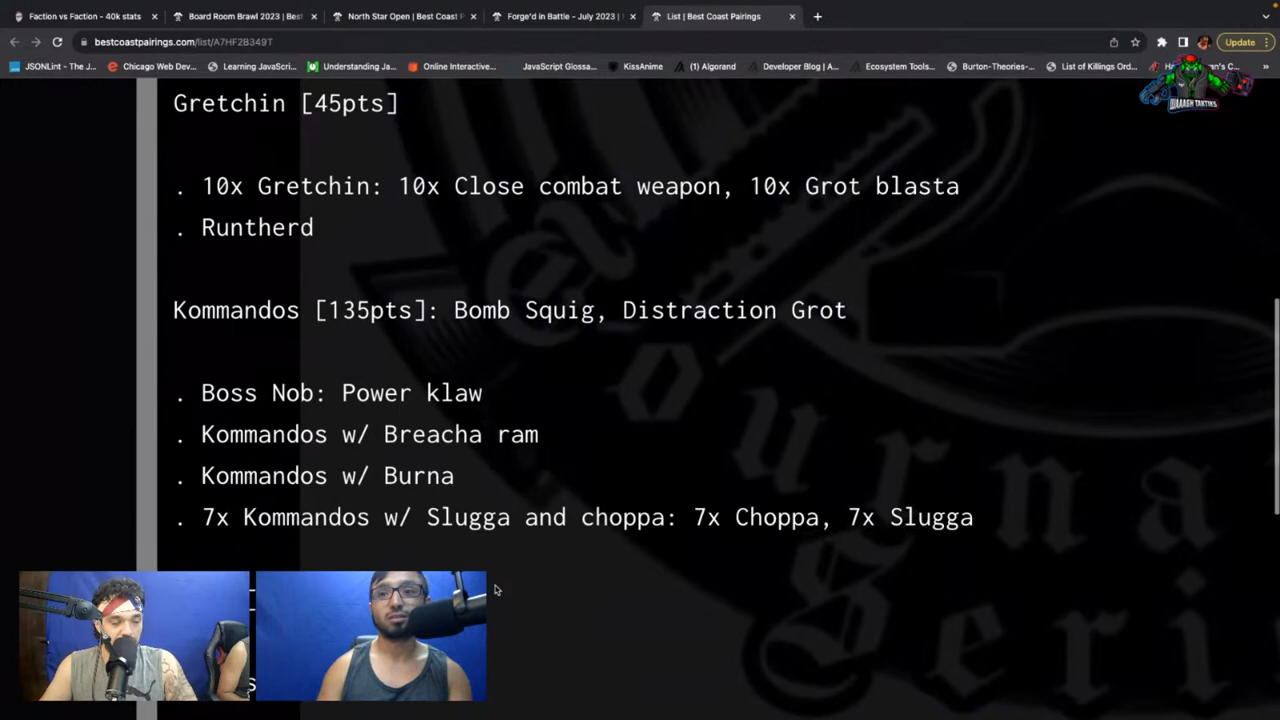 Faction vs Faction - 40k stats
Board Room Brawl 2023 | Best
North Star Open | Best Coast P
Forge'd in Battle - July 2023 |
List | Best Coast Pairings
bestcoastpairings.com/list/A7HF2B349T
Update
JSONLint - The J...
Chicago Web Dev...
Learning JavaScri...
Understanding Ja...
Online Interactive...
JavaScript Glossa...
KissAnime
(1) Algorand
Developer Blog | A...
Ecosystem Tools...
Burton-Theories-...
List of Killings Ord...
WAAAGH TAKTIKS
Gretchin [45pts]
. 10x Gretchin: 10x Close combat weapon, 10x Grot blasta
. Runtherd
Kommandos [135pts]: Bomb Squig, Distraction Grot
. Boss Nob: Power klaw
. Kommandos w/ Breacha ram
. Kommandos w/ Burna
. 7x Kommandos w/ Slugga and choppa: 7x Choppa, 7x Slugga